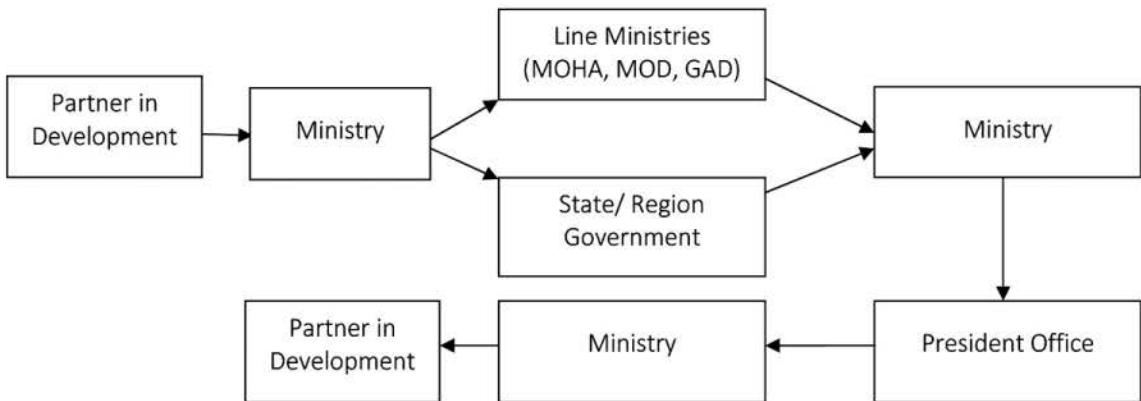 Partner in
Development
Ministry
Line Ministries
(MOHA, MOD, GAD)
State/ Region
Government
Ministry
President Office
Ministry
Partner in
Development